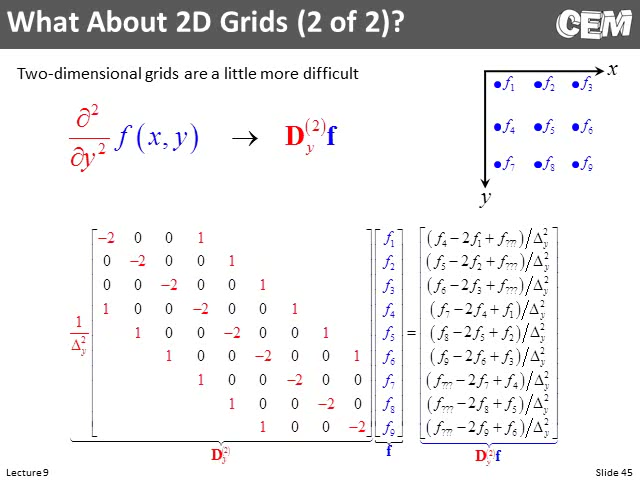 What About 2D Grids (2 of 2)?
CEM
Two-dimensional grids are a little more difficult
∂²/∂y² f(x, y) → D_y^(2) f
x
f₁ f₂ f₃
f₄ f₅ f₆
f₇ f₈ f₉
y
1/Δ_y²
-2 0 0 1
0 -2 0 0 1
0 0 -2 0 0 1
1 0 0 -2 0 0 1
1 0 0 -2 0 0 1
1 0 0 -2 0 0 1
1 0 0 -2 0 0
1 0 0 -2 0
1 0 0 -2
f₁
f₂
f₃
f₄
f₅
f₆
f₇
f₈
f₉
=
(f₄ - 2f₁ + f_???)/Δ_y²
(f₅ - 2f₂ + f_???)/Δ_y²
(f₆ - 2f₃ + f_???)/Δ_y²
(f₇ - 2f₄ + f₁)/Δ_y²
(f₈ - 2f₅ + f₂)/Δ_y²
(f₉ - 2f₆ + f₃)/Δ_y²
(f_??? - 2f₇ + f₄)/Δ_y²
(f_??? - 2f₈ + f₅)/Δ_y²
(f_??? - 2f₉ + f₆)/Δ_y²
D_y^(2)
f
D_y^(2) f
Lecture 9
Slide 45